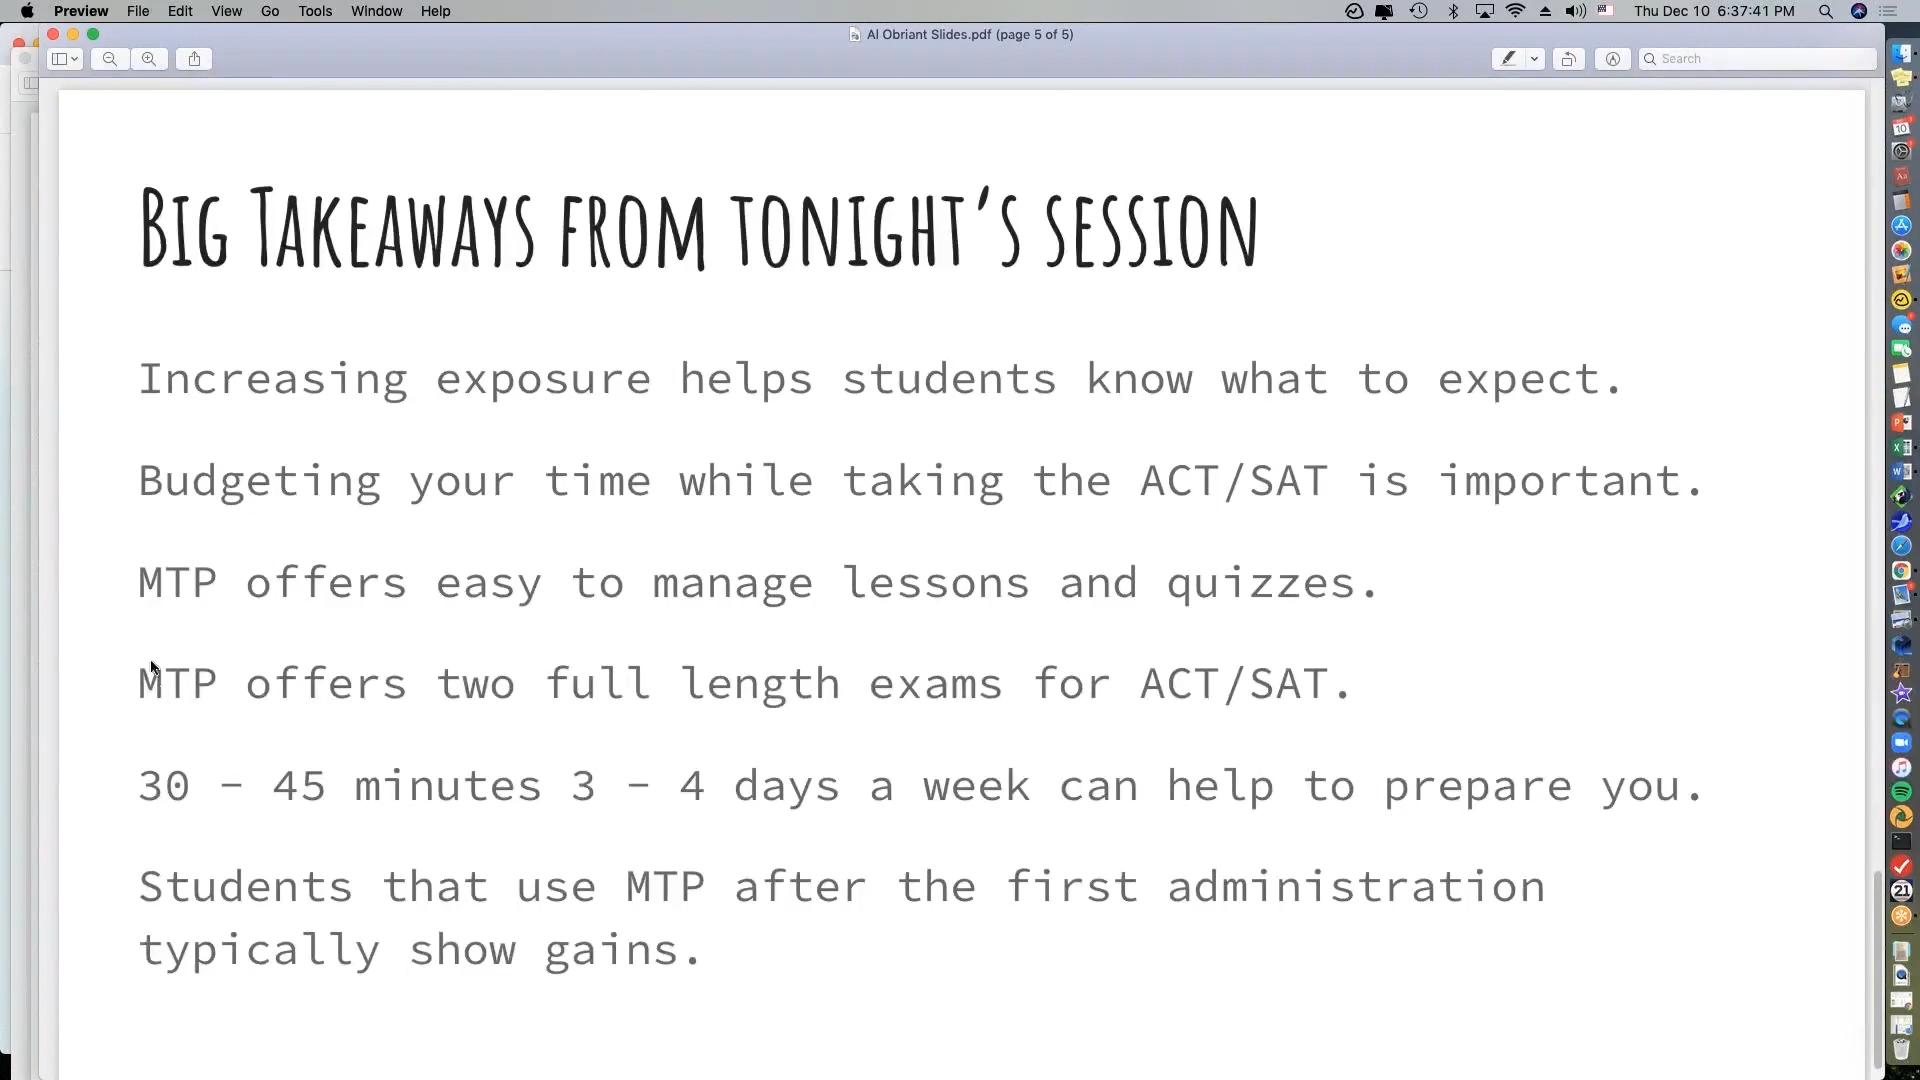 Preview File Edit View Go Tools Window Help Thu Dec 10 6:37:41 PM
Al Obriant Slides.pdf (page 5 of 5)
Search
Big Takeaways from tonight's session
Increasing exposure helps students know what to expect.
Budgeting your time while taking the ACT/SAT is important.
MTP offers easy to manage lessons and quizzes.
MTP offers two full length exams for ACT/SAT.
30 - 45 minutes 3 - 4 days a week can help to prepare you.
Students that use MTP after the first administration
typically show gains.
10
21